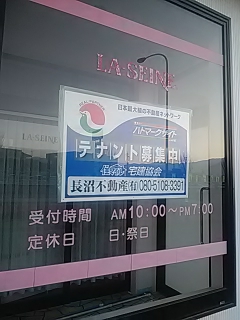 LA-SEINE
日本最大級の不動産ネットワーク
ハトマークサイト
LA-SEINE
テナント募集中
宅建協会
長沼不動産(有) 080-5108-3391
受付時間 AM10:00~PM7:00
定休日 日・祭日